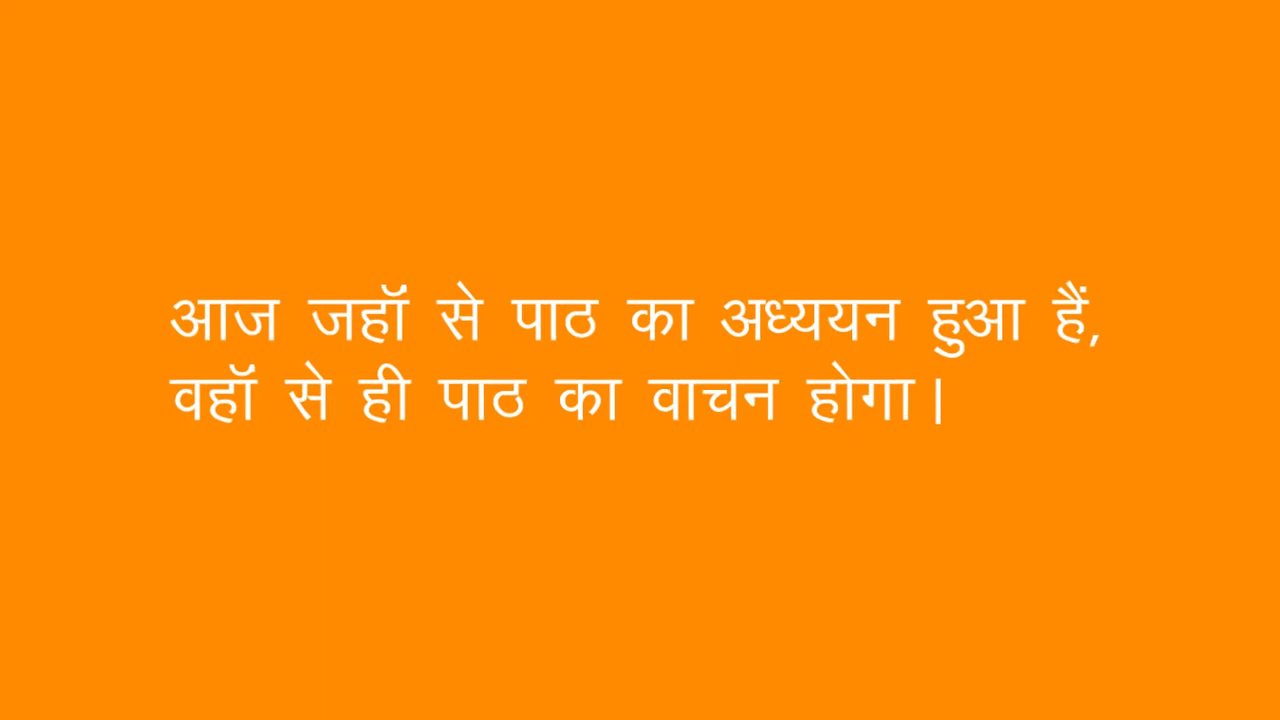 आज जहॉ से पाठ का अध्ययन हुआ हैं,
वहॉ से ही पाठ का वाचन होगा।